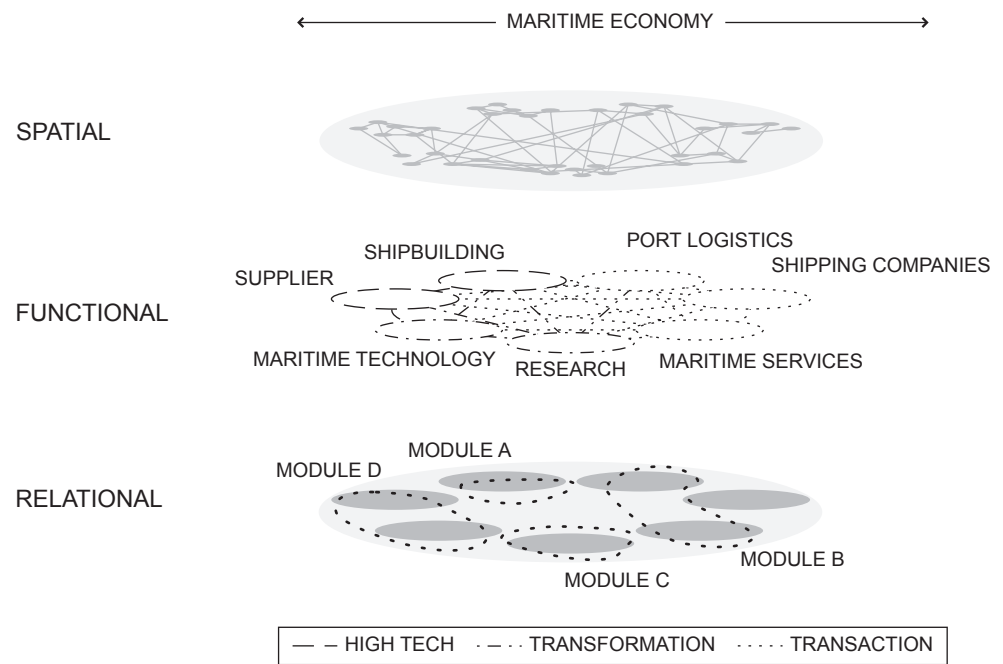 MARITIME ECONOMY
SPATIAL
PORT LOGISTICS
SHIPBUILDING
SHIPPING COMPANIES
SUPPLIER
FUNCTIONAL
MARITIME TECHNOLOGY
RESEARCH
MARITIME SERVICES
MODULE A
MODULE D
RELATIONAL
MODULE B
MODULE C
HIGH TECH TRANSFORMATION TRANSACTION